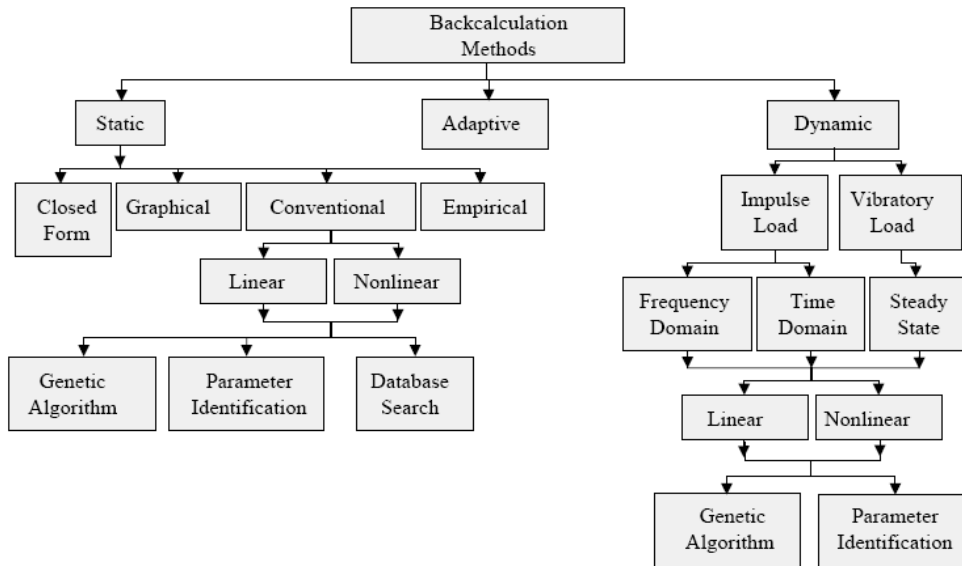 Backcalculation
Methods
Static
Adaptive
Dynamic
Closed
Form
Graphical
Conventional
Empirical
Impulse
Load
Vibratory
Load
Linear
Nonlinear
Frequency
Domain
Time
Domain
Steady
State
Genetic
Algorithm
Parameter
Identification
Database
Search
Linear
Nonlinear
Genetic
Algorithm
Parameter
Identification